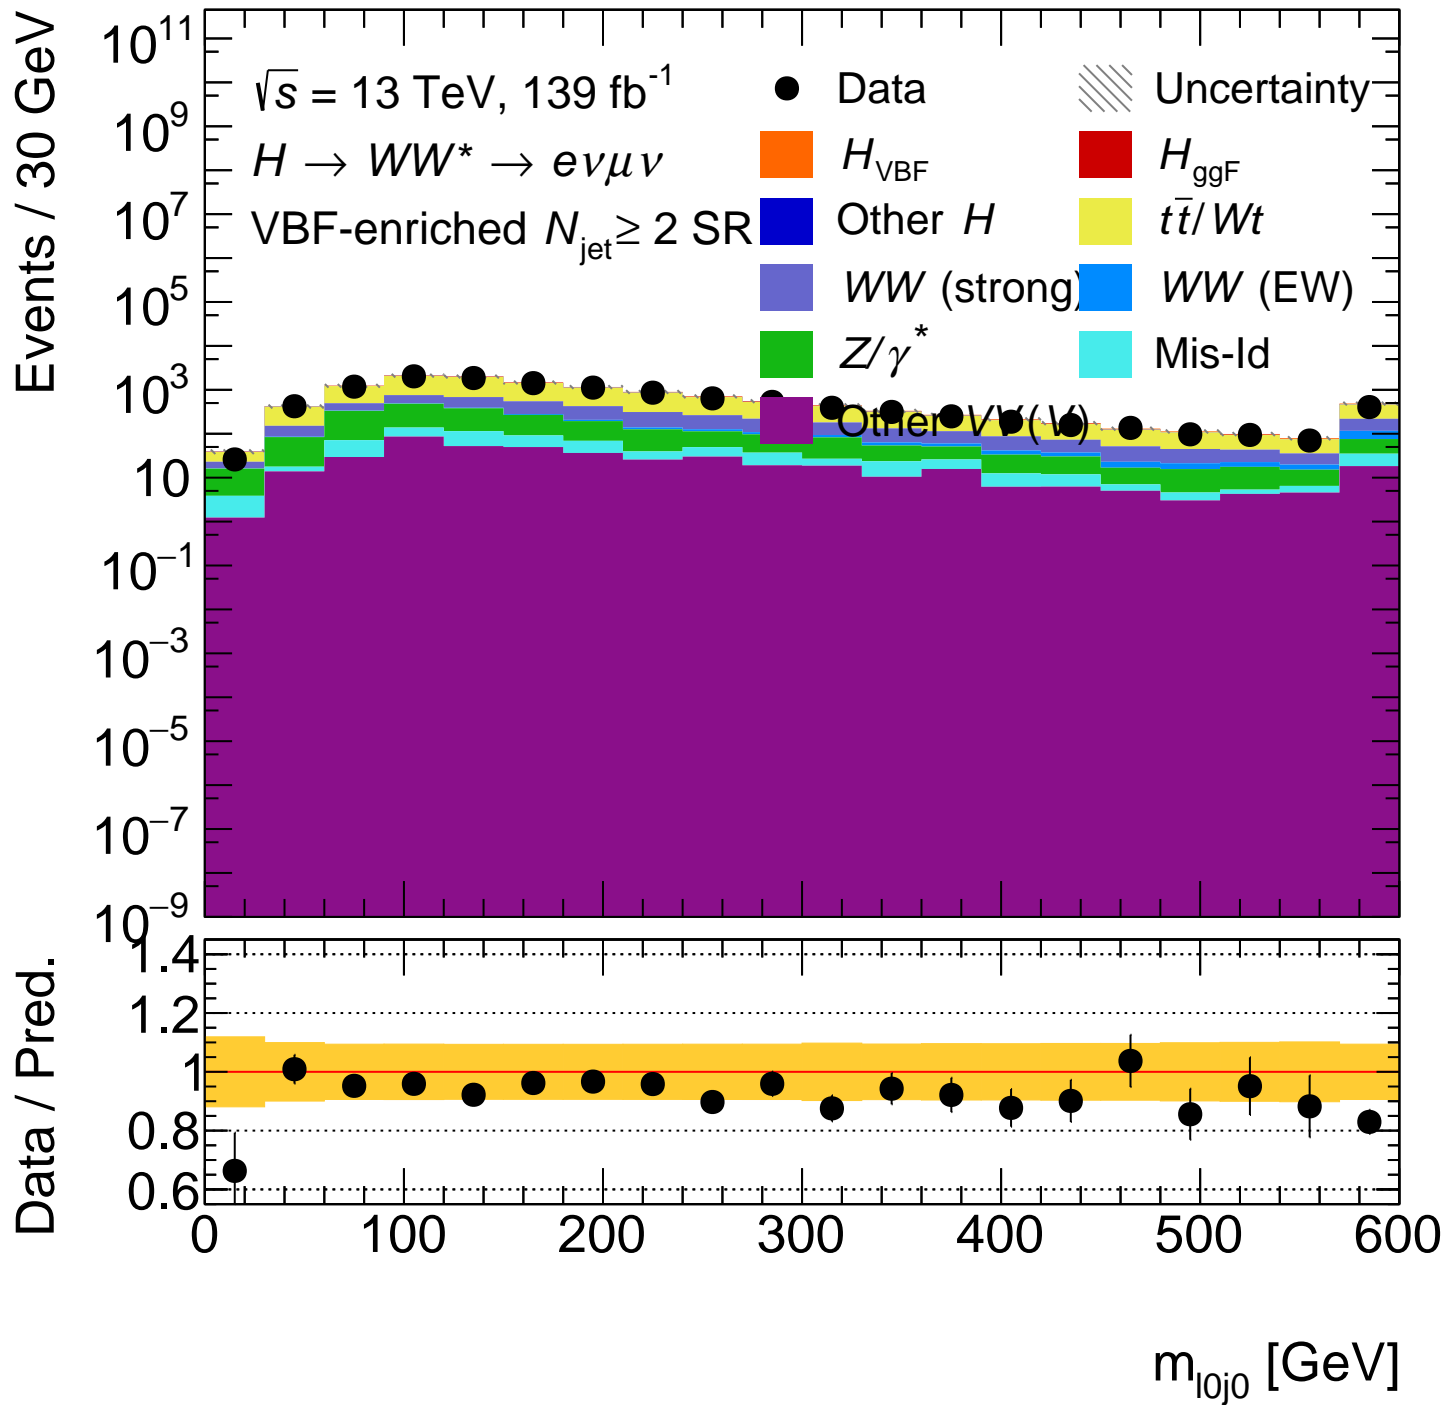 Events / 30 GeV
10¹¹
10⁹
10⁷
10⁵
10³
10
10⁻¹
10⁻³
10⁻⁵
10⁻⁷
10⁻⁹
√s = 13 TeV, 139 fb⁻¹
H → WW* → eνμν
VBF-enriched N_jet ≥ 2 SR
Data
Uncertainty
H_VBF
H_ggF
Other H
tt̄/Wt
WW (strong)
WW (EW)
Z/γ*
Mis-Id
Other VV(V)
Data / Pred.
1.4
1.2
1
0.8
0.6
0 100 200 300 400 500 600
m_l0j0 [GeV]